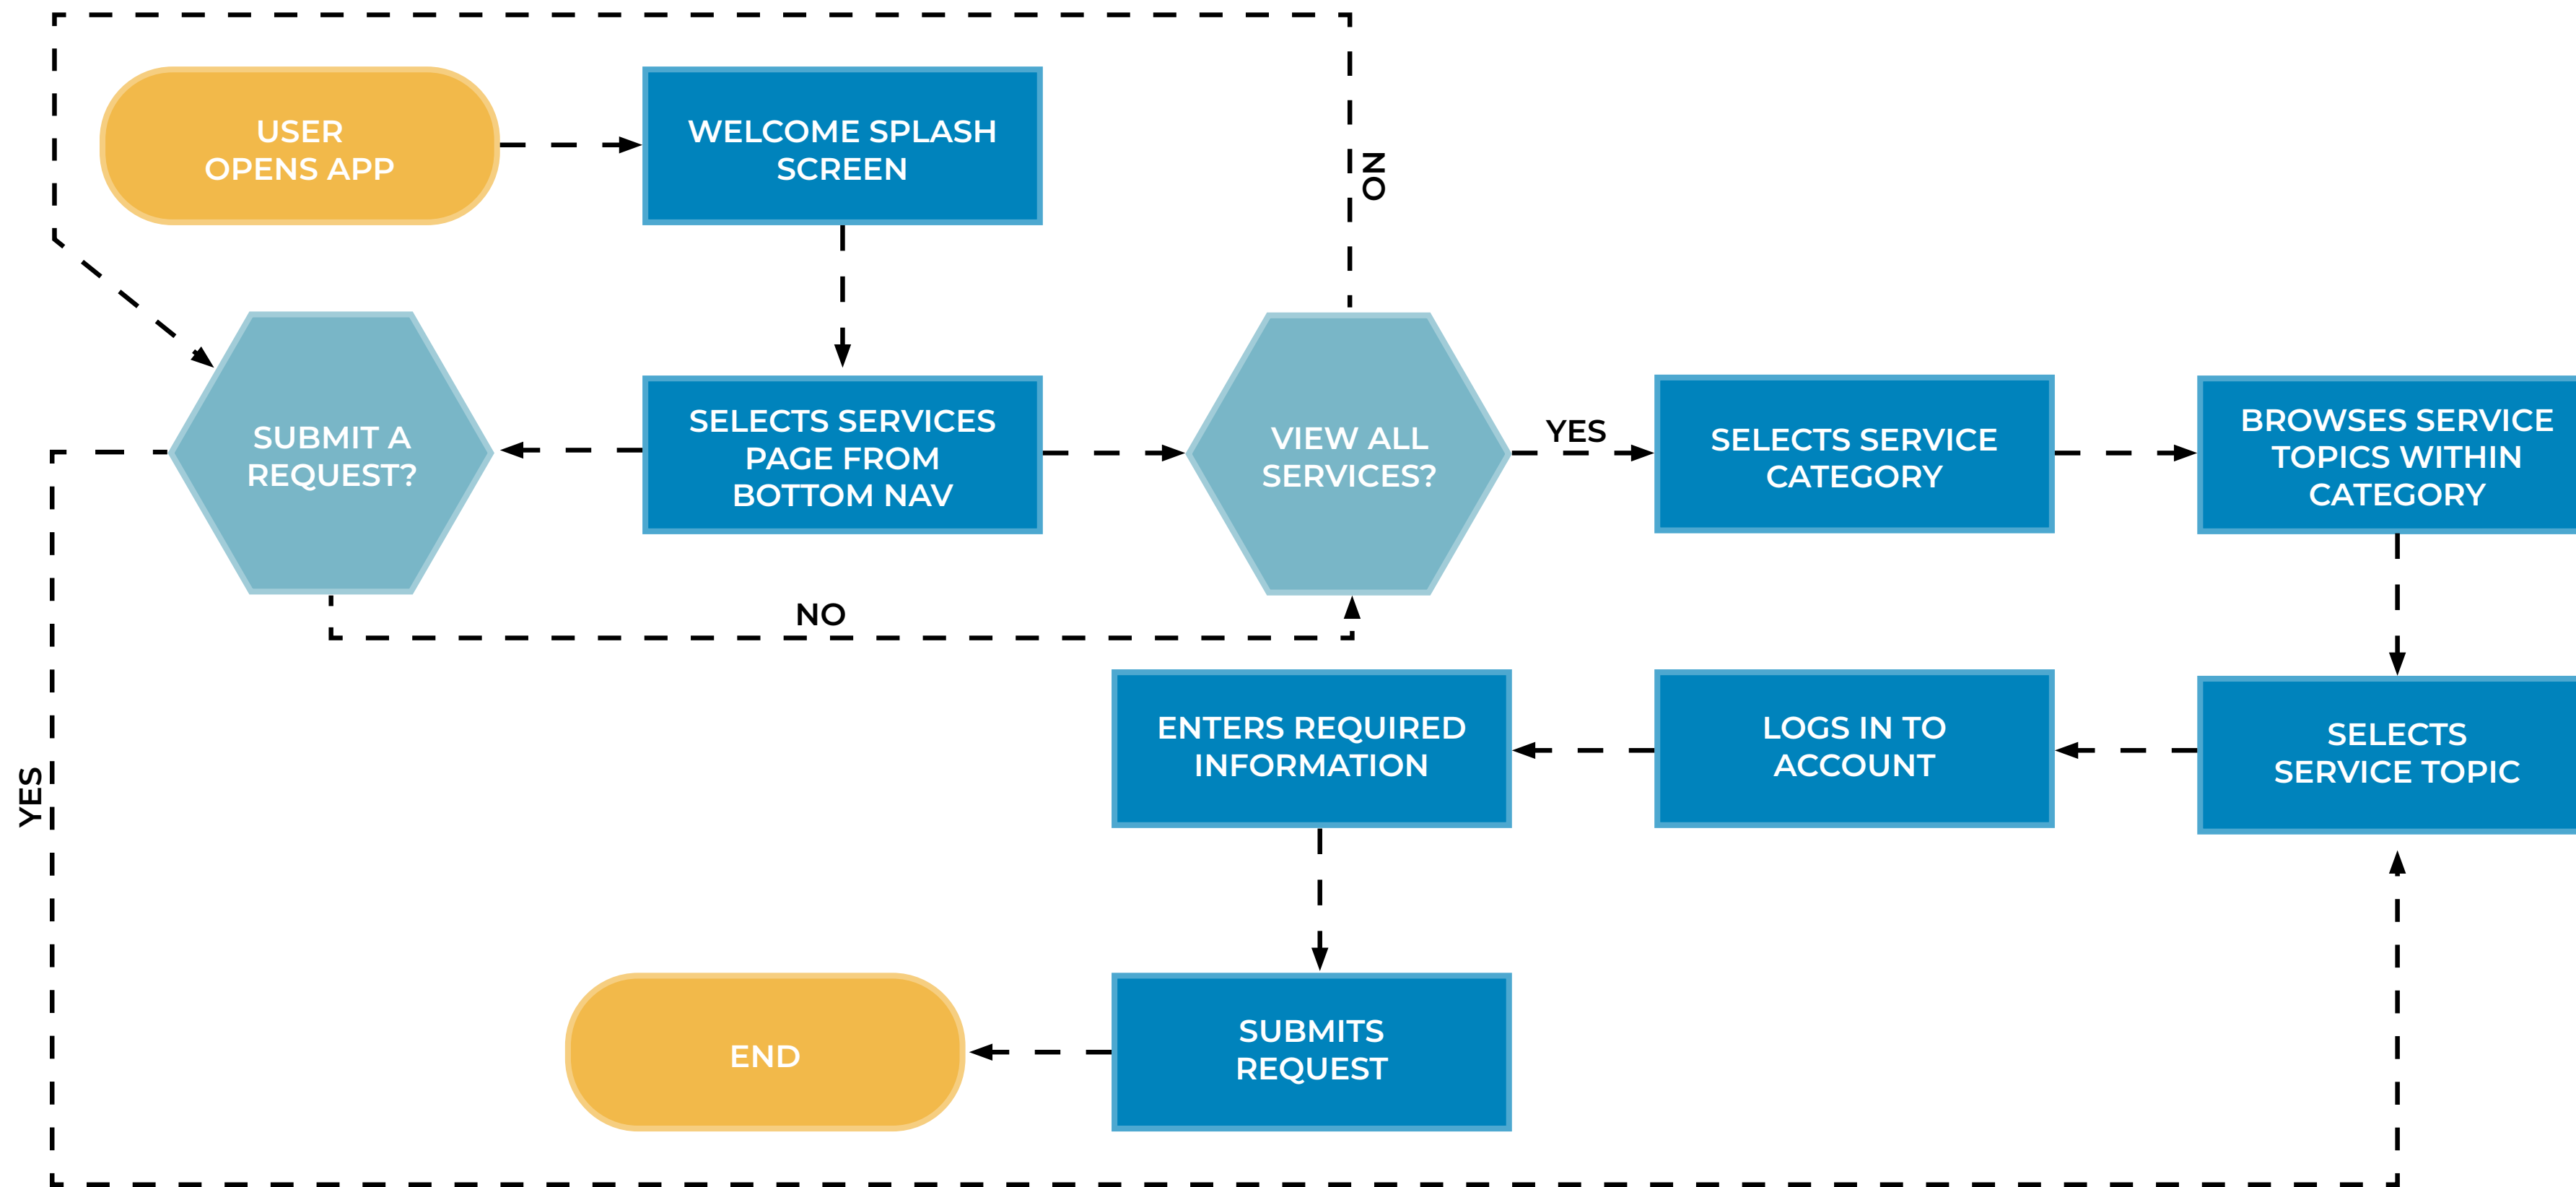 USER
OPENS APP
WELCOME SPLASH
SCREEN
NO
SUBMIT A
REQUEST?
SELECTS SERVICES
PAGE FROM
BOTTOM NAV
VIEW ALL
SERVICES?
YES
SELECTS SERVICE
CATEGORY
BROWSES SERVICE
TOPICS WITHIN
CATEGORY
NO
ENTERS REQUIRED
INFORMATION
LOGS IN TO
ACCOUNT
SELECTS
SERVICE TOPIC
YES
END
SUBMITS
REQUEST